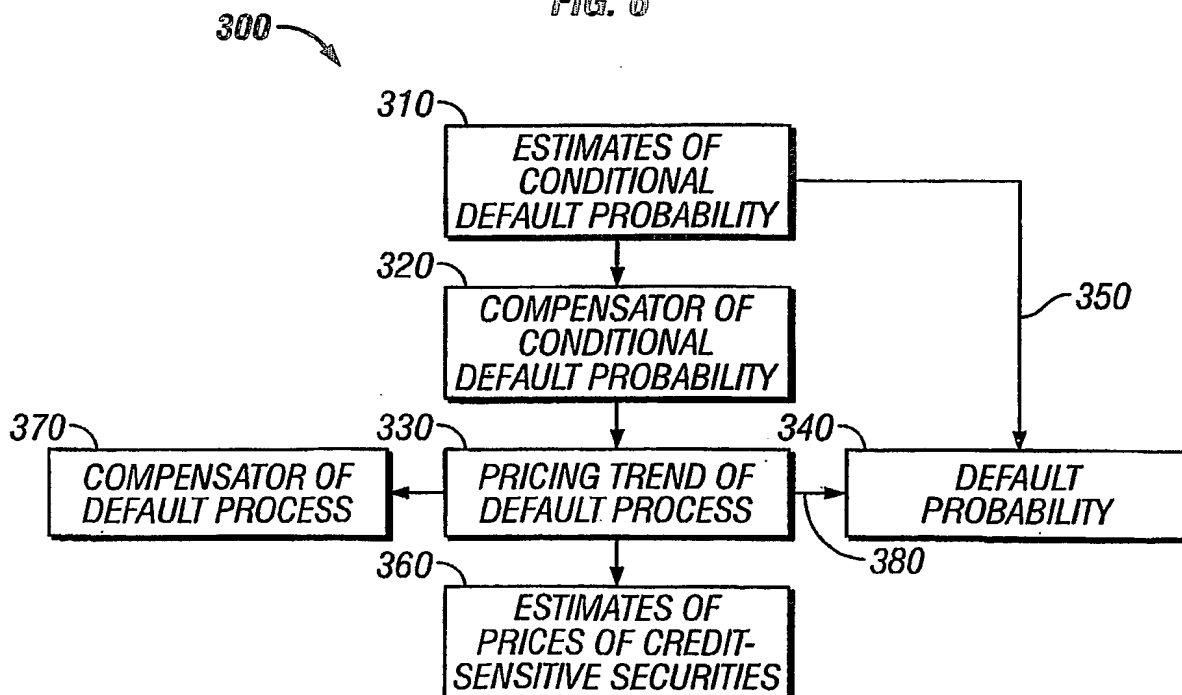 300
310
ESTIMATES OF
CONDITIONAL
DEFAULT PROBABILITY
320
COMPENSATOR OF
CONDITIONAL
DEFAULT PROBABILITY
350
370
COMPENSATOR OF
DEFAULT PROCESS
330
PRICING TREND OF
DEFAULT PROCESS
340
DEFAULT
PROBABILITY
380
360
ESTIMATES OF
PRICES OF CREDIT-
SENSITIVE SECURITIES